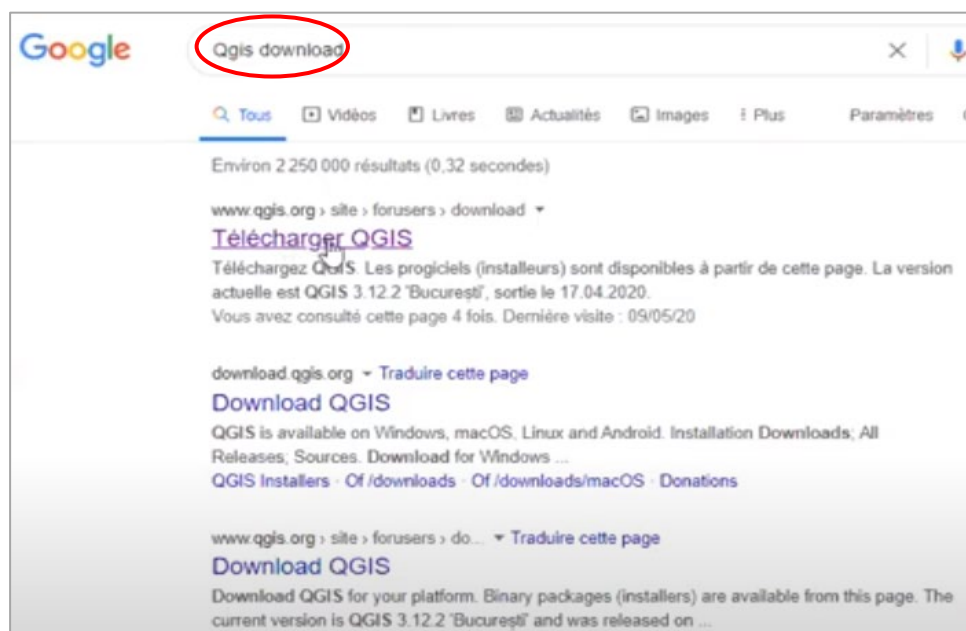 Google
Qgis download
Tous Vidéos Livres Actualités Images Plus Paramètres
Environ 2 250 000 résultats (0,32 secondes)
www.qgis.org › site › forusers › download
Télécharger QGIS
Téléchargez QGIS. Les progiciels (installeurs) sont disponibles à partir de cette page. La version
actuelle est QGIS 3.12.2 'București', sortie le 17.04.2020.
Vous avez consulté cette page 4 fois. Dernière visite : 09/05/20
download.qgis.org Traduire cette page
Download QGIS
QGIS is available on Windows, macOS, Linux and Android. Installation Downloads; All
Releases; Sources. Download for Windows ...
QGIS Installers · Of /downloads · Of /downloads/macOS · Donations
www.qgis.org › site › forusers › do... Traduire cette page
Download QGIS
Download QGIS for your platform. Binary packages (installers) are available from this page. The
current version is QGIS 3.12.2 'București' and was released on ...